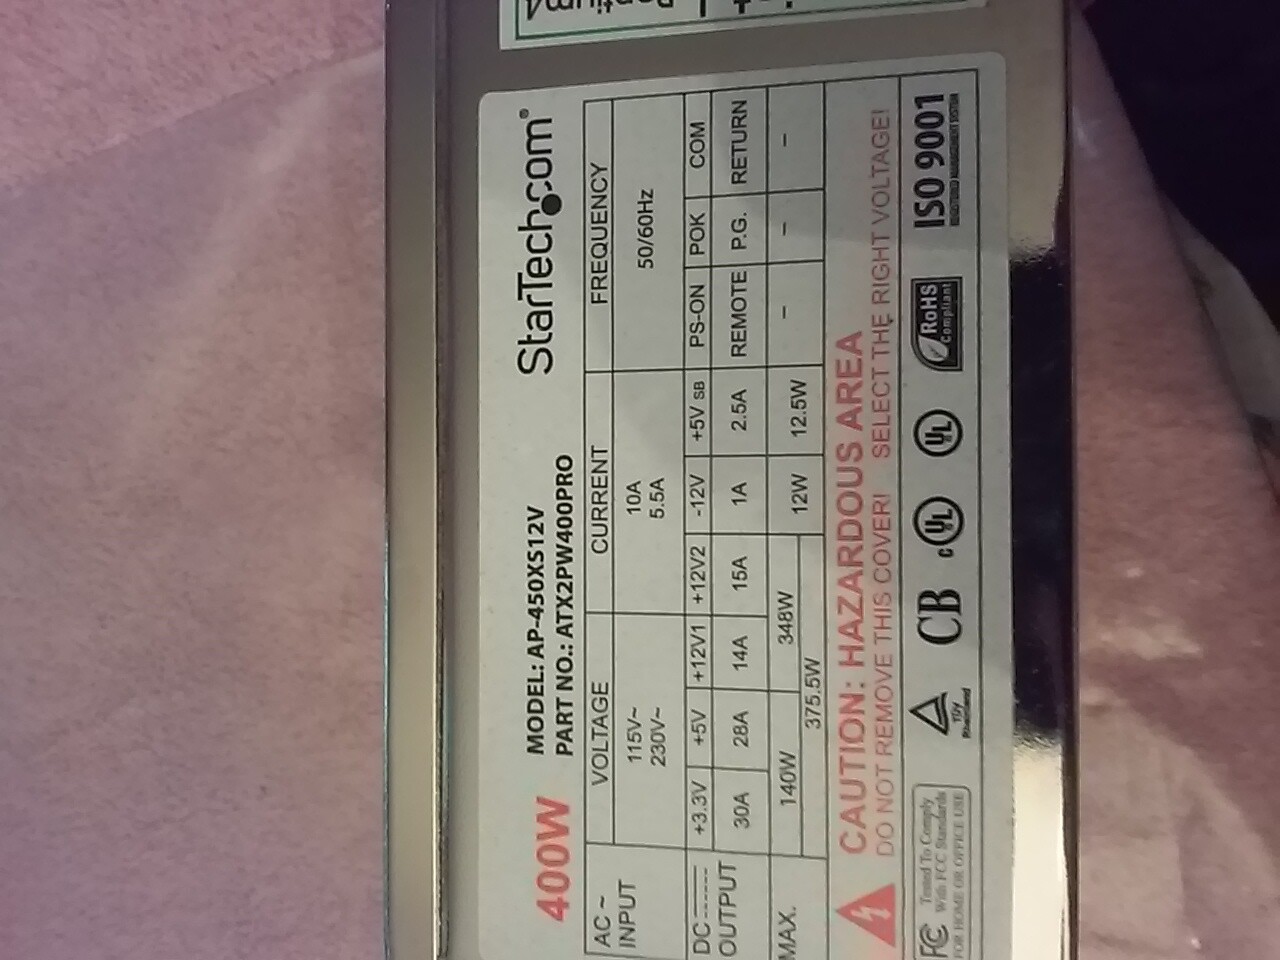 400W
MODEL: AP-450XS12V
PART NO.: ATX2PW400PRO
StarTech.com®
AC ~ INPUT VOLTAGE CURRENT FREQUENCY
115V~ 10A 50/60Hz
230V~ 5.5A
DC OUTPUT +3.3V +5V +12V1 +12V2 -12V +5V SB PS-ON POK COM
30A 28A 14A 15A 1A 2.5A REMOTE P.G. RETURN
MAX. 140W 348W 12W 12.5W – – –
375.5W
CAUTION: HAZARDOUS AREA
DO NOT REMOVE THIS COVER! SELECT THE RIGHT VOLTAGE!
FC Tested To Comply
With FCC Standards
FOR HOME OR OFFICE USE
TÜV
CB
c UL
UL
RoHS
Compliant
ISO 9001